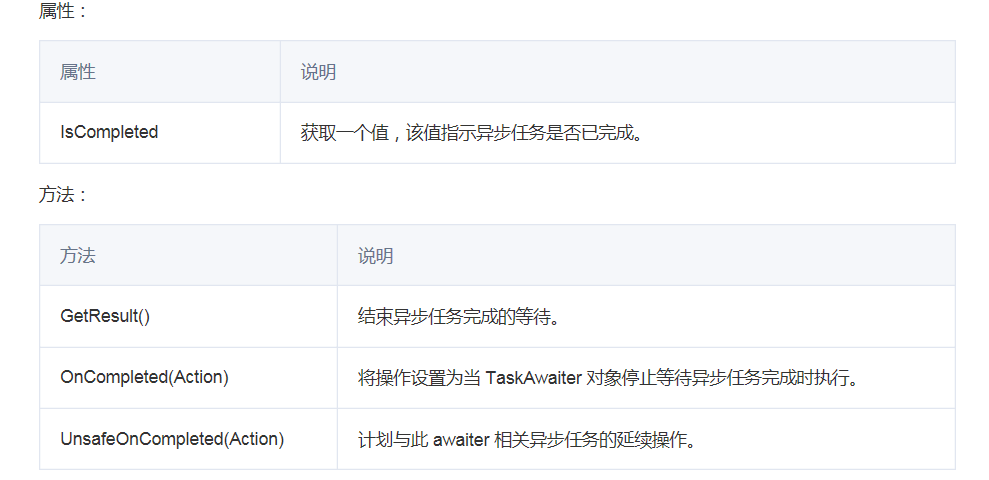 属性：
属性 说明
IsCompleted 获取一个值，该值指示异步任务是否已完成。
方法：
方法 说明
GetResult() 结束异步任务完成的等待。
OnCompleted(Action) 将操作设置为当 TaskAwaiter 对象停止等待异步任务完成时执行。
UnsafeOnCompleted(Action) 计划与此 awaiter 相关异步任务的延续操作。